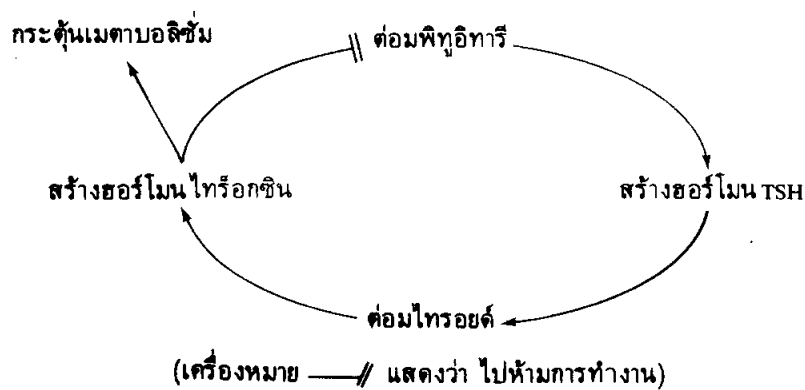 กระตุ้นเมตาบอลิซั่ม
ต่อมพิทูอิทารี
สร้างฮอร์โมนไทร็อกซิน
สร้างฮอร์โมน TSH
ต่อมไทรอยด์
(เครื่องหมาย แสดงว่า ไปห้ามการทำงาน)